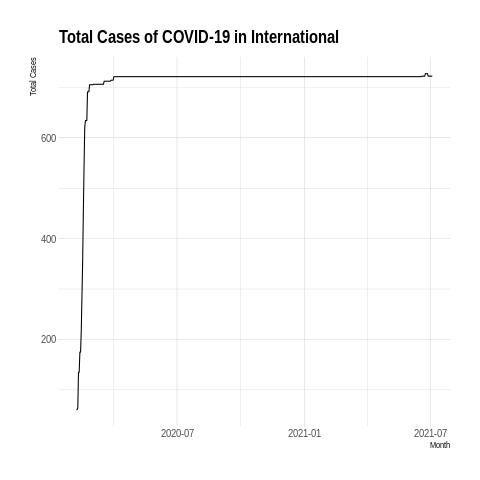 Total Cases of COVID-19 in International
Total Cases
600
400
200
2020-07
2021-01
2021-07
Month